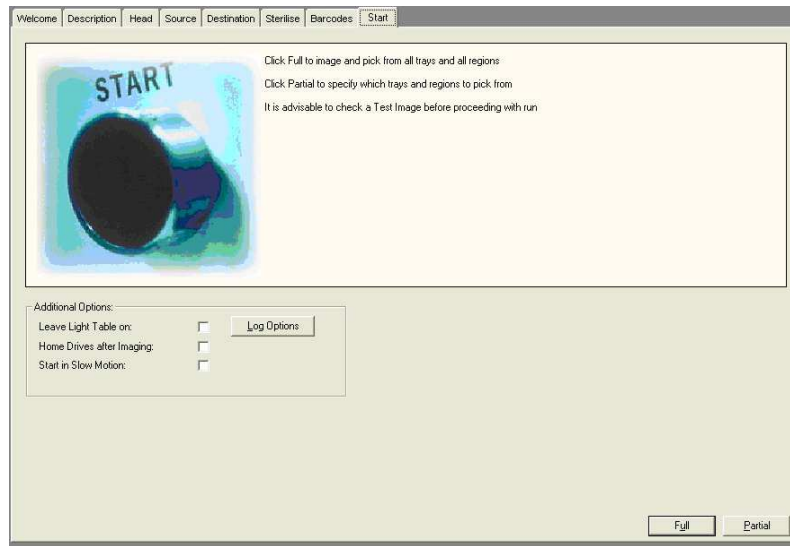 Welcome Description Head Source Destination Sterilise Barcodes Start
START
Click Full to image and pick from all trays and all regions
Click Partial to specify which trays and regions to pick from
It is advisable to check a Test Image before proceeding with run
Additional Options:
Leave Light Table on:
Log Options
Home Drives after Imaging:
Start in Slow Motion:
Full Partial